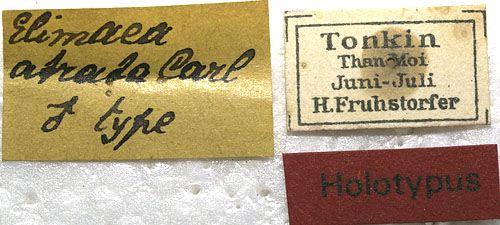 Elimaea
atrata Carl
♂ type
Tonkin
Than-Moi
Juni-Juli
H. Fruhstorfer
Holotypus